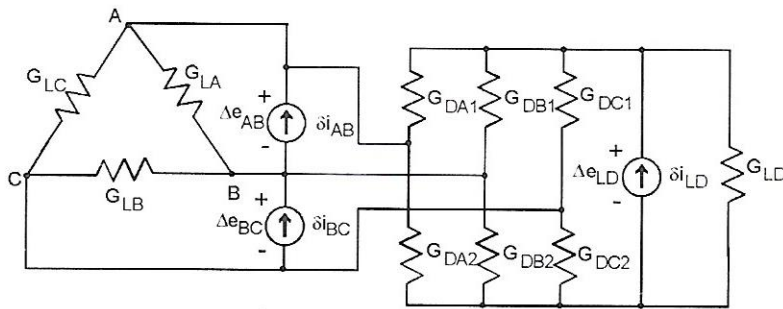 A
G_LC
G_LA
+
Δe_AB
δi_AB
-
G_DA1
G_DB1
G_DC1
C
G_LB
B
+
Δe_BC
δi_BC
-
+
Δe_LD
δi_LD
-
G_LD
G_DA2
G_DB2
G_DC2